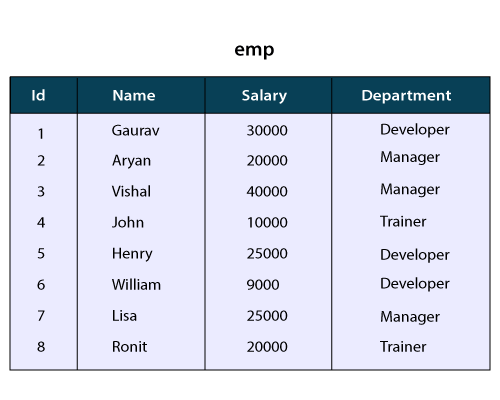 emp
Id Name Salary Department
1 Gaurav 30000 Developer
2 Aryan 20000 Manager
3 Vishal 40000 Manager
4 John 10000 Trainer
5 Henry 25000 Developer
6 William 9000 Developer
7 Lisa 25000 Manager
8 Ronit 20000 Trainer